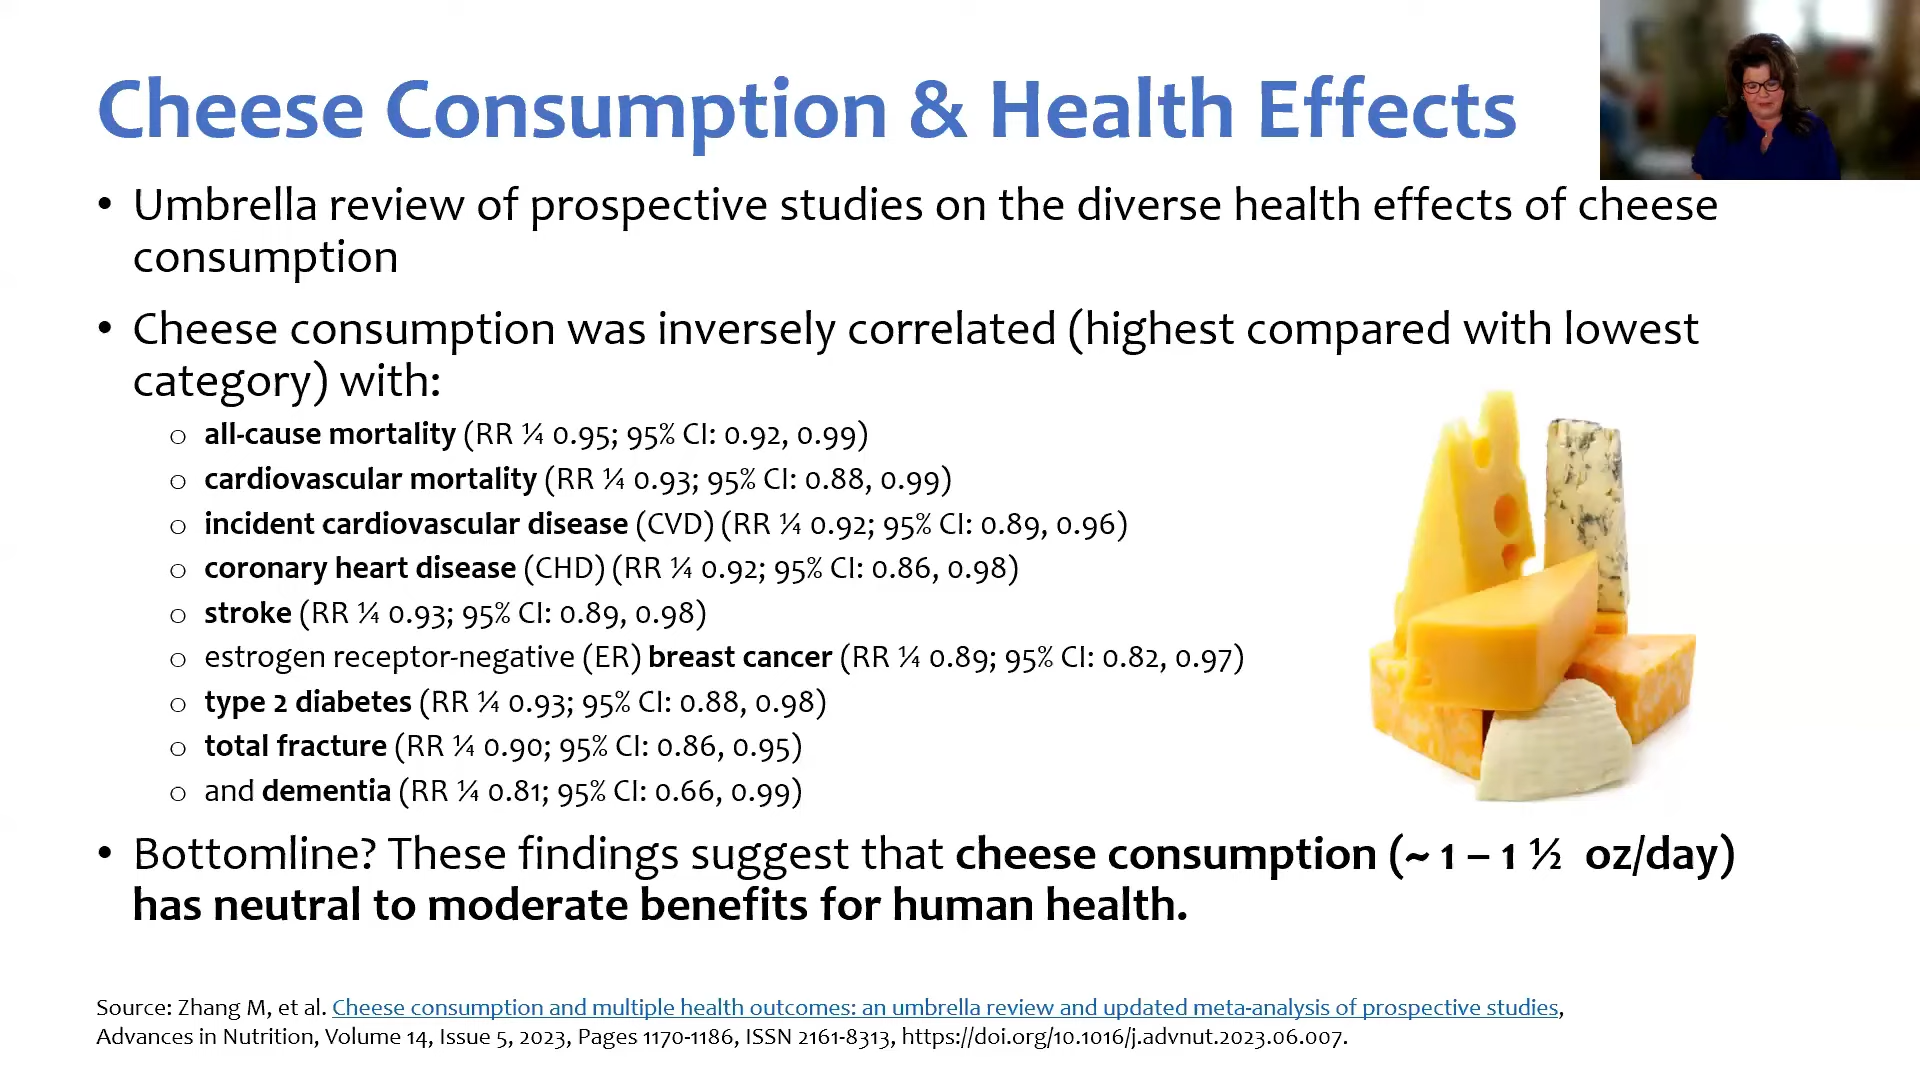 Cheese Consumption & Health Effects
• Umbrella review of prospective studies on the diverse health effects of cheese
consumption
• Cheese consumption was inversely correlated (highest compared with lowest
category) with:
o all-cause mortality (RR ¼ 0.95; 95% CI: 0.92, 0.99)
o cardiovascular mortality (RR ¼ 0.93; 95% CI: 0.88, 0.99)
o incident cardiovascular disease (CVD) (RR ¼ 0.92; 95% CI: 0.89, 0.96)
o coronary heart disease (CHD) (RR ¼ 0.92; 95% CI: 0.86, 0.98)
o stroke (RR ¼ 0.93; 95% CI: 0.89, 0.98)
o estrogen receptor-negative (ER) breast cancer (RR ¼ 0.89; 95% CI: 0.82, 0.97)
o type 2 diabetes (RR ¼ 0.93; 95% CI: 0.88, 0.98)
o total fracture (RR ¼ 0.90; 95% CI: 0.86, 0.95)
o and dementia (RR ¼ 0.81; 95% CI: 0.66, 0.99)
• Bottomline? These findings suggest that cheese consumption (~ 1 – 1 ½ oz/day)
has neutral to moderate benefits for human health.
Source: Zhang M, et al. Cheese consumption and multiple health outcomes: an umbrella review and updated meta-analysis of prospective studies,
Advances in Nutrition, Volume 14, Issue 5, 2023, Pages 1170-1186, ISSN 2161-8313, https://doi.org/10.1016/j.advnut.2023.06.007.